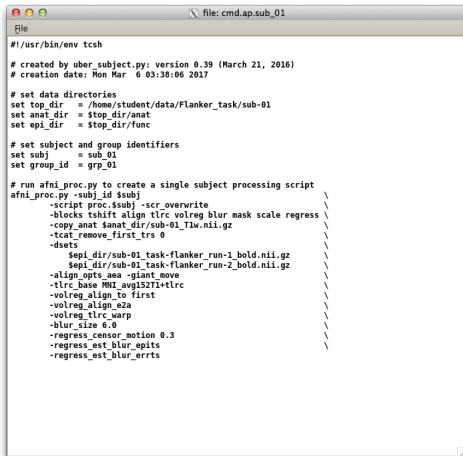 file: cmd.ap.sub_01
File
#!/usr/bin/env tcsh
# created by uber_subject.py: version 0.39 (March 21, 2016)
# creation date: Mon Mar  6 03:38:06 2017
# set data directories
set top_dir   = /home/student/data/Flanker_task/sub-01
set anat_dir  = $top_dir/anat
set epi_dir   = $top_dir/func
# set subject and group identifiers
set subj      = sub_01
set group_id  = grp_01
# run afni_proc.py to create a single subject processing script
afni_proc.py -subj_id $subj                                      \
        -script proc.$subj -scr_overwrite                        \
        -blocks tshift align tlrc volreg blur mask scale regress \
        -copy_anat $anat_dir/sub-01_T1w.nii.gz                   \
        -tcat_remove_first_trs 0                                 \
        -dsets                                                   \
            $epi_dir/sub-01_task-flanker_run-1_bold.nii.gz       \
            $epi_dir/sub-01_task-flanker_run-2_bold.nii.gz       \
        -align_opts_aea -giant_move                              \
        -tlrc_base MNI_avg152T1+tlrc                             \
        -volreg_align_to first                                   \
        -volreg_align_e2a                                        \
        -volreg_tlrc_warp                                        \
        -blur_size 6.0                                           \
        -regress_censor_motion 0.3                               \
        -regress_est_blur_epits                                  \
        -regress_est_blur_errts